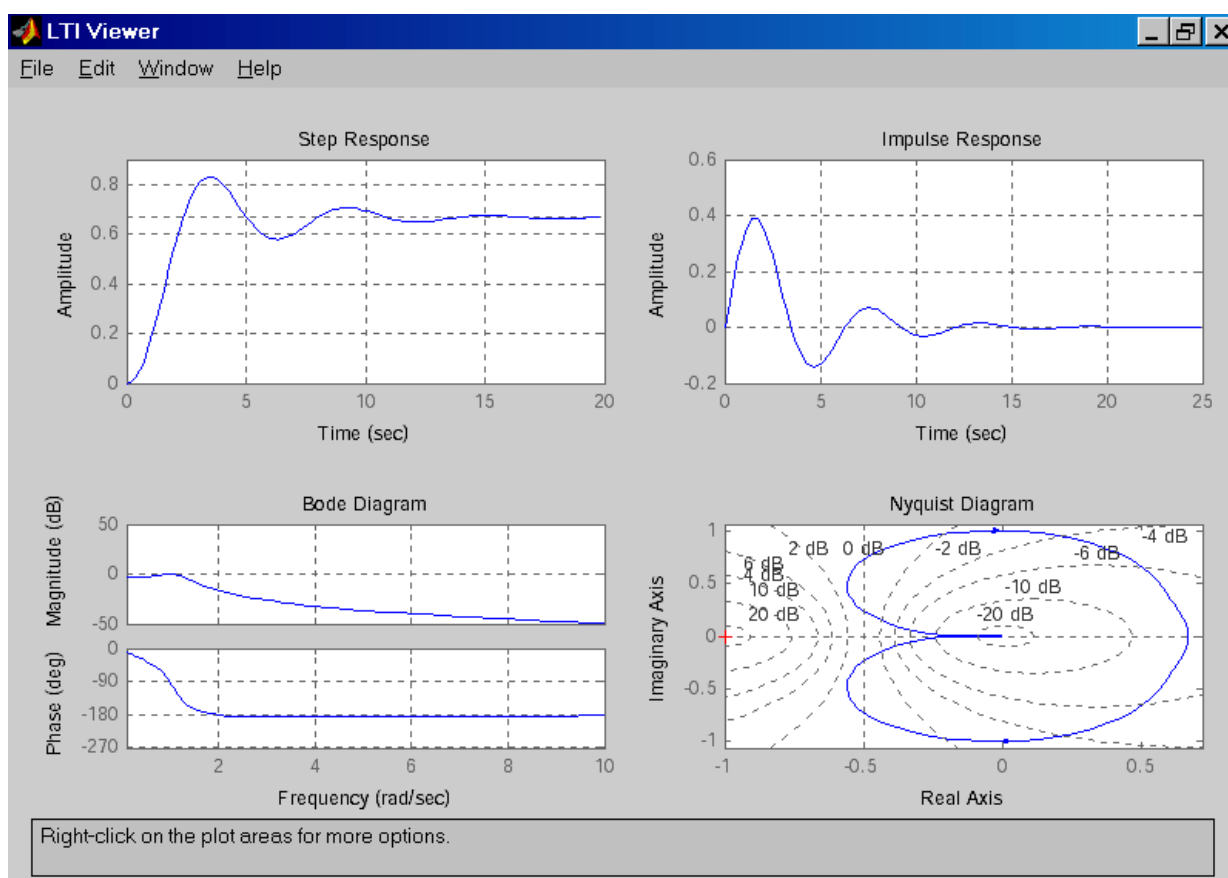 LTI Viewer
File Edit Window Help
Step Response
Amplitude
0.8
0.6
0.4
0.2
0
0 5 10 15 20
Time (sec)
Impulse Response
Amplitude
0.6
0.4
0.2
0
-0.2
0 5 10 15 20 25
Time (sec)
Bode Diagram
Magnitude (dB)
50
0
-50
Phase (deg)
0
-90
-180
-270
2 4 6 8 10
Frequency (rad/sec)
Nyquist Diagram
Imaginary Axis
1
0.5
0
-0.5
-1
2 dB 0 dB -2 dB -4 dB
6 dB -6 dB
4 dB
10 dB -10 dB
20 dB -20 dB
-1 -0.5 0 0.5
Real Axis
Right-click on the plot areas for more options.